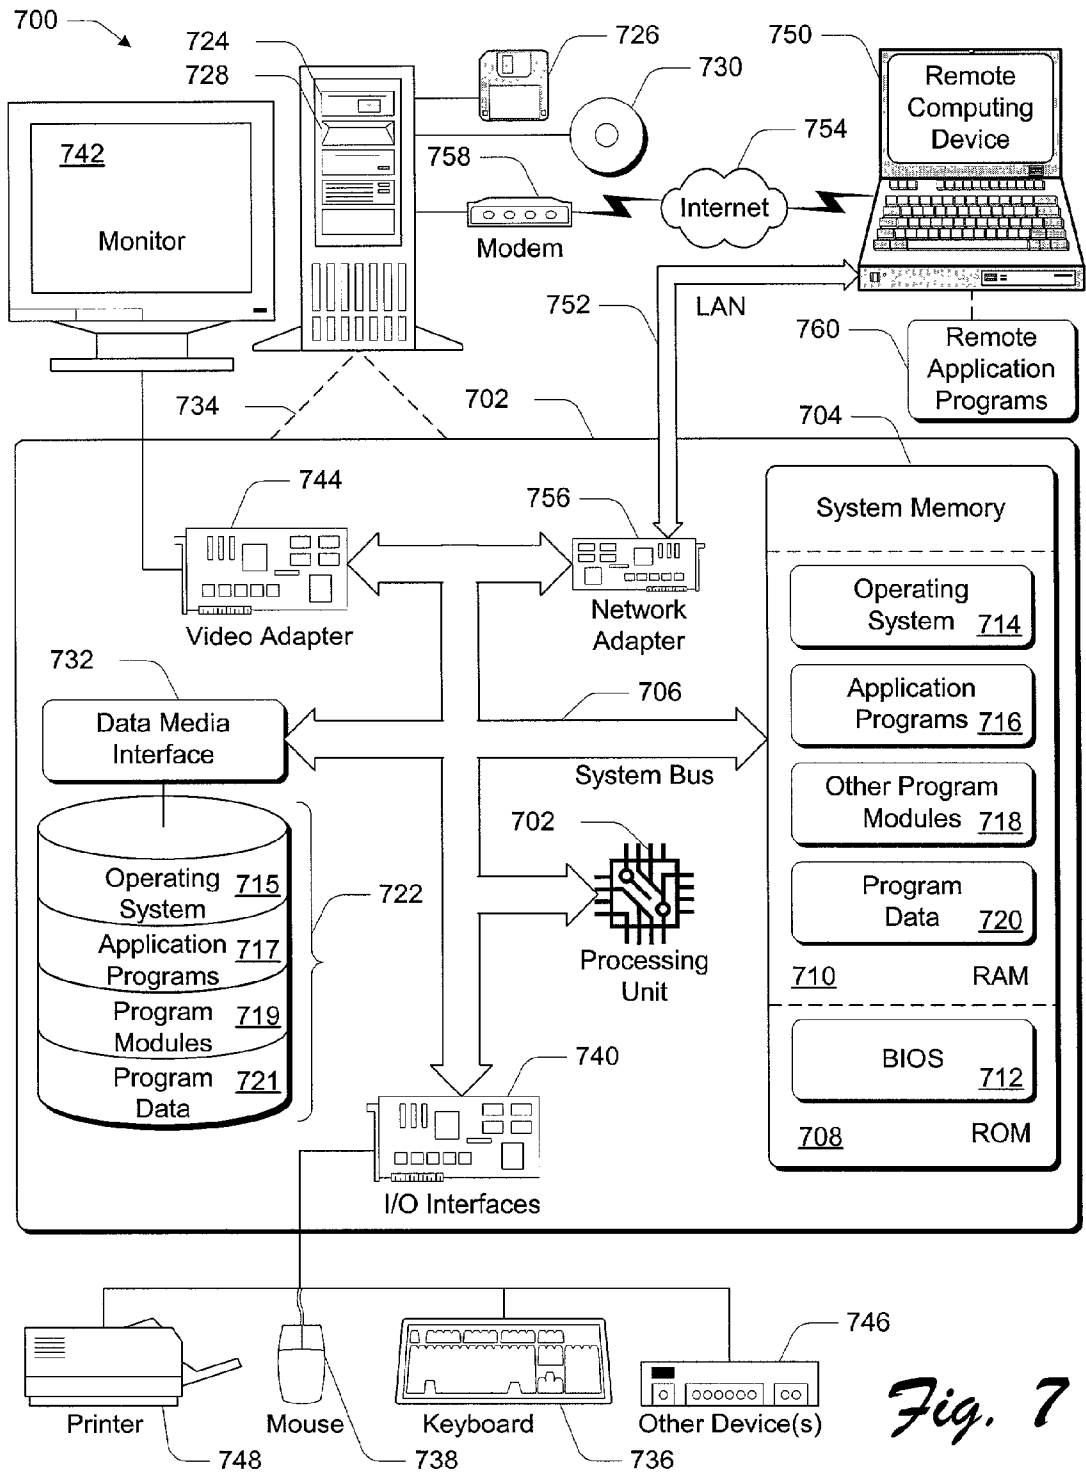 700
724
728
726
730
750
Remote
Computing
Device
742
Monitor
758
Modem
754
Internet
752
LAN
760
Remote
Application
Programs
734
702
704
744
Video Adapter
756
Network
Adapter
System Memory
Operating
System 714
Application
Programs 716
Other Program
Modules 718
Program
Data 720
710 RAM
BIOS 712
708 ROM
732
Data Media
Interface
706
System Bus
702
Processing
Unit
Operating
System 715
Application
Programs 717
Program
Modules 719
Program
Data 721
722
740
I/O Interfaces
Printer
748
Mouse
738
Keyboard
736
746
Other Device(s)
Fig. 7